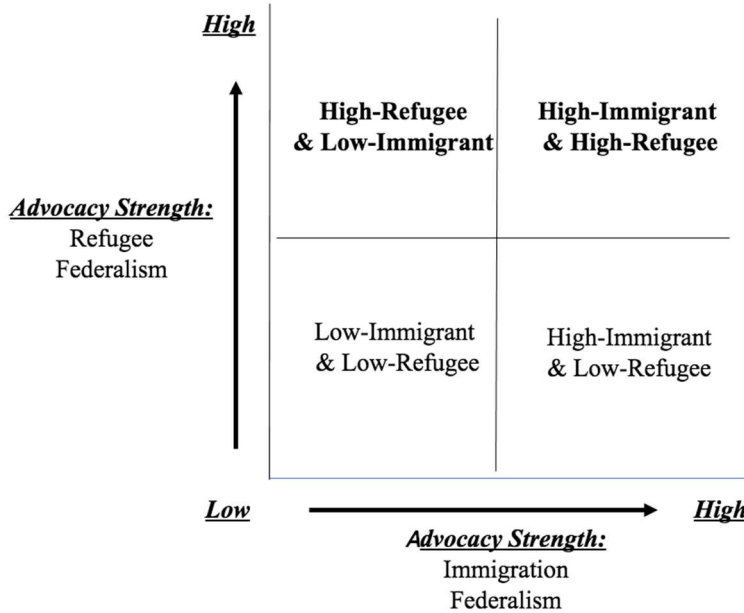 High
High-Refugee
& Low-Immigrant
High-Immigrant
& High-Refugee
Advocacy Strength:
Refugee
Federalism
Low-Immigrant
& Low-Refugee
High-Immigrant
& Low-Refugee
Low
High
Advocacy Strength:
Immigration
Federalism